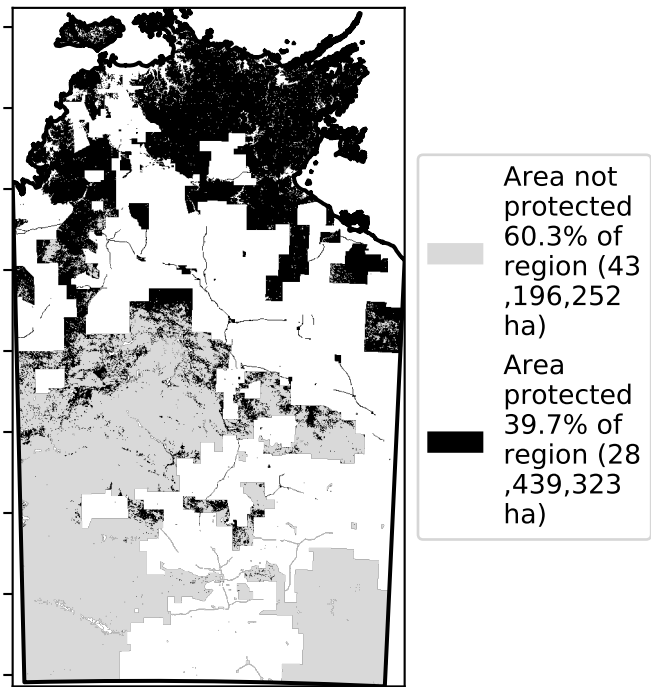 Area not
protected
60.3% of
region (43
,196,252
ha)
Area
protected
39.7% of
region (28
,439,323
ha)